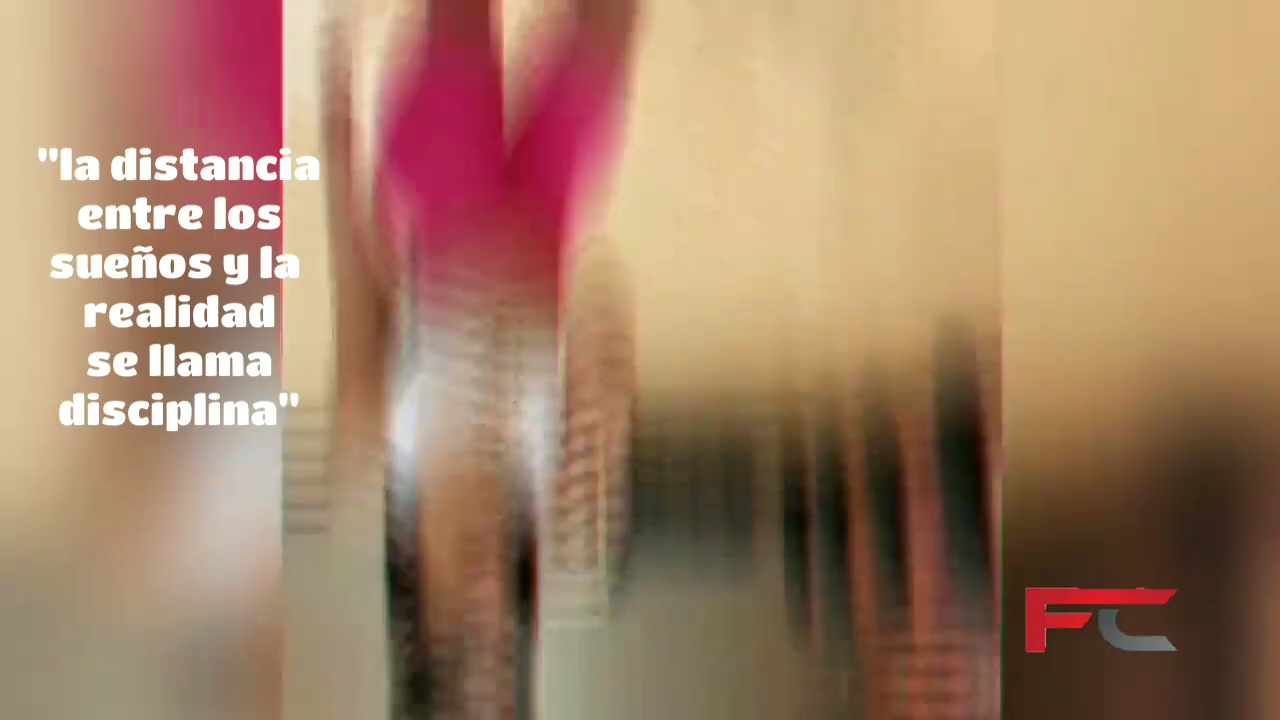 "la distancia
entre los
sueños y la
realidad
se llama
disciplina"
FC